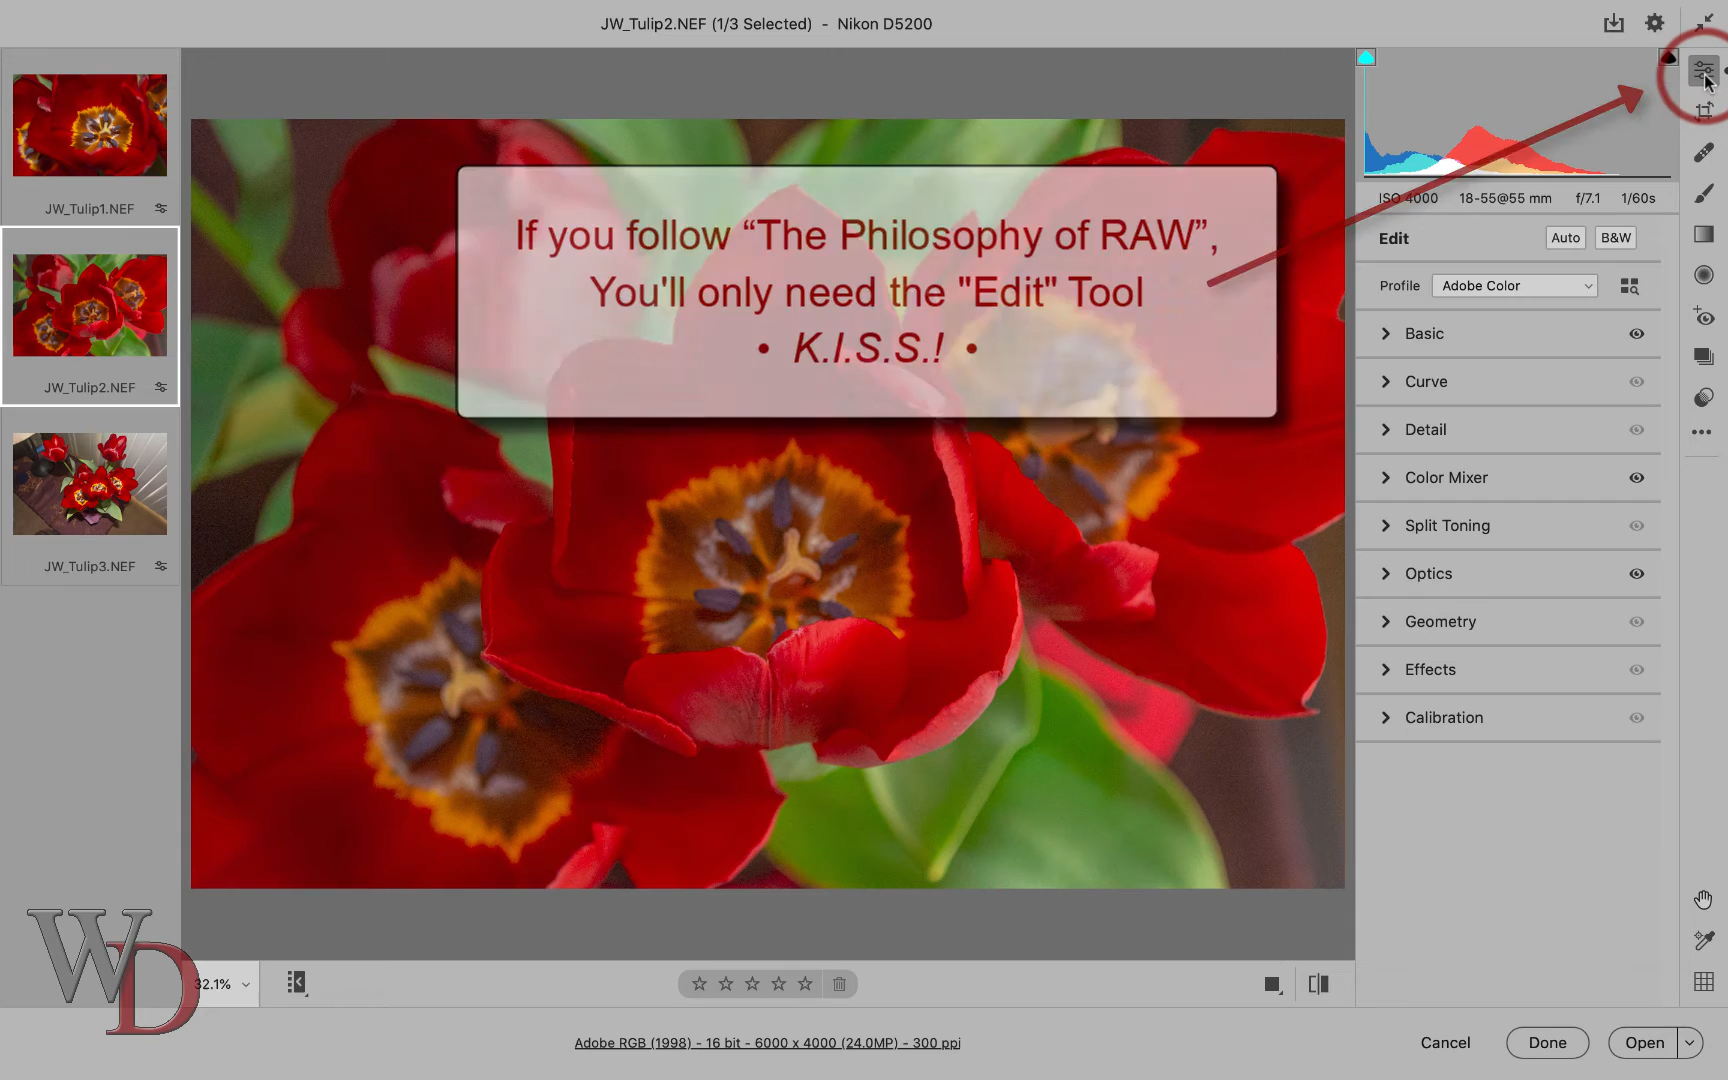 JW_Tulip2.NEF (1/3 Selected) - Nikon D5200
JW_Tulip1.NEF
JW_Tulip2.NEF
JW_Tulip3.NEF
If you follow “The Philosophy of RAW”,
You'll only need the "Edit" Tool
• K.I.S.S.! •
ISO 4000 18-55@55 mm f/7.1 1/60s
Edit Auto B&W
Profile Adobe Color
Basic
Curve
Detail
Color Mixer
Split Toning
Optics
Geometry
Effects
Calibration
WD
32.1%
Adobe RGB (1998) - 16 bit - 6000 x 4000 (24.0MP) - 300 ppi
Cancel Done Open